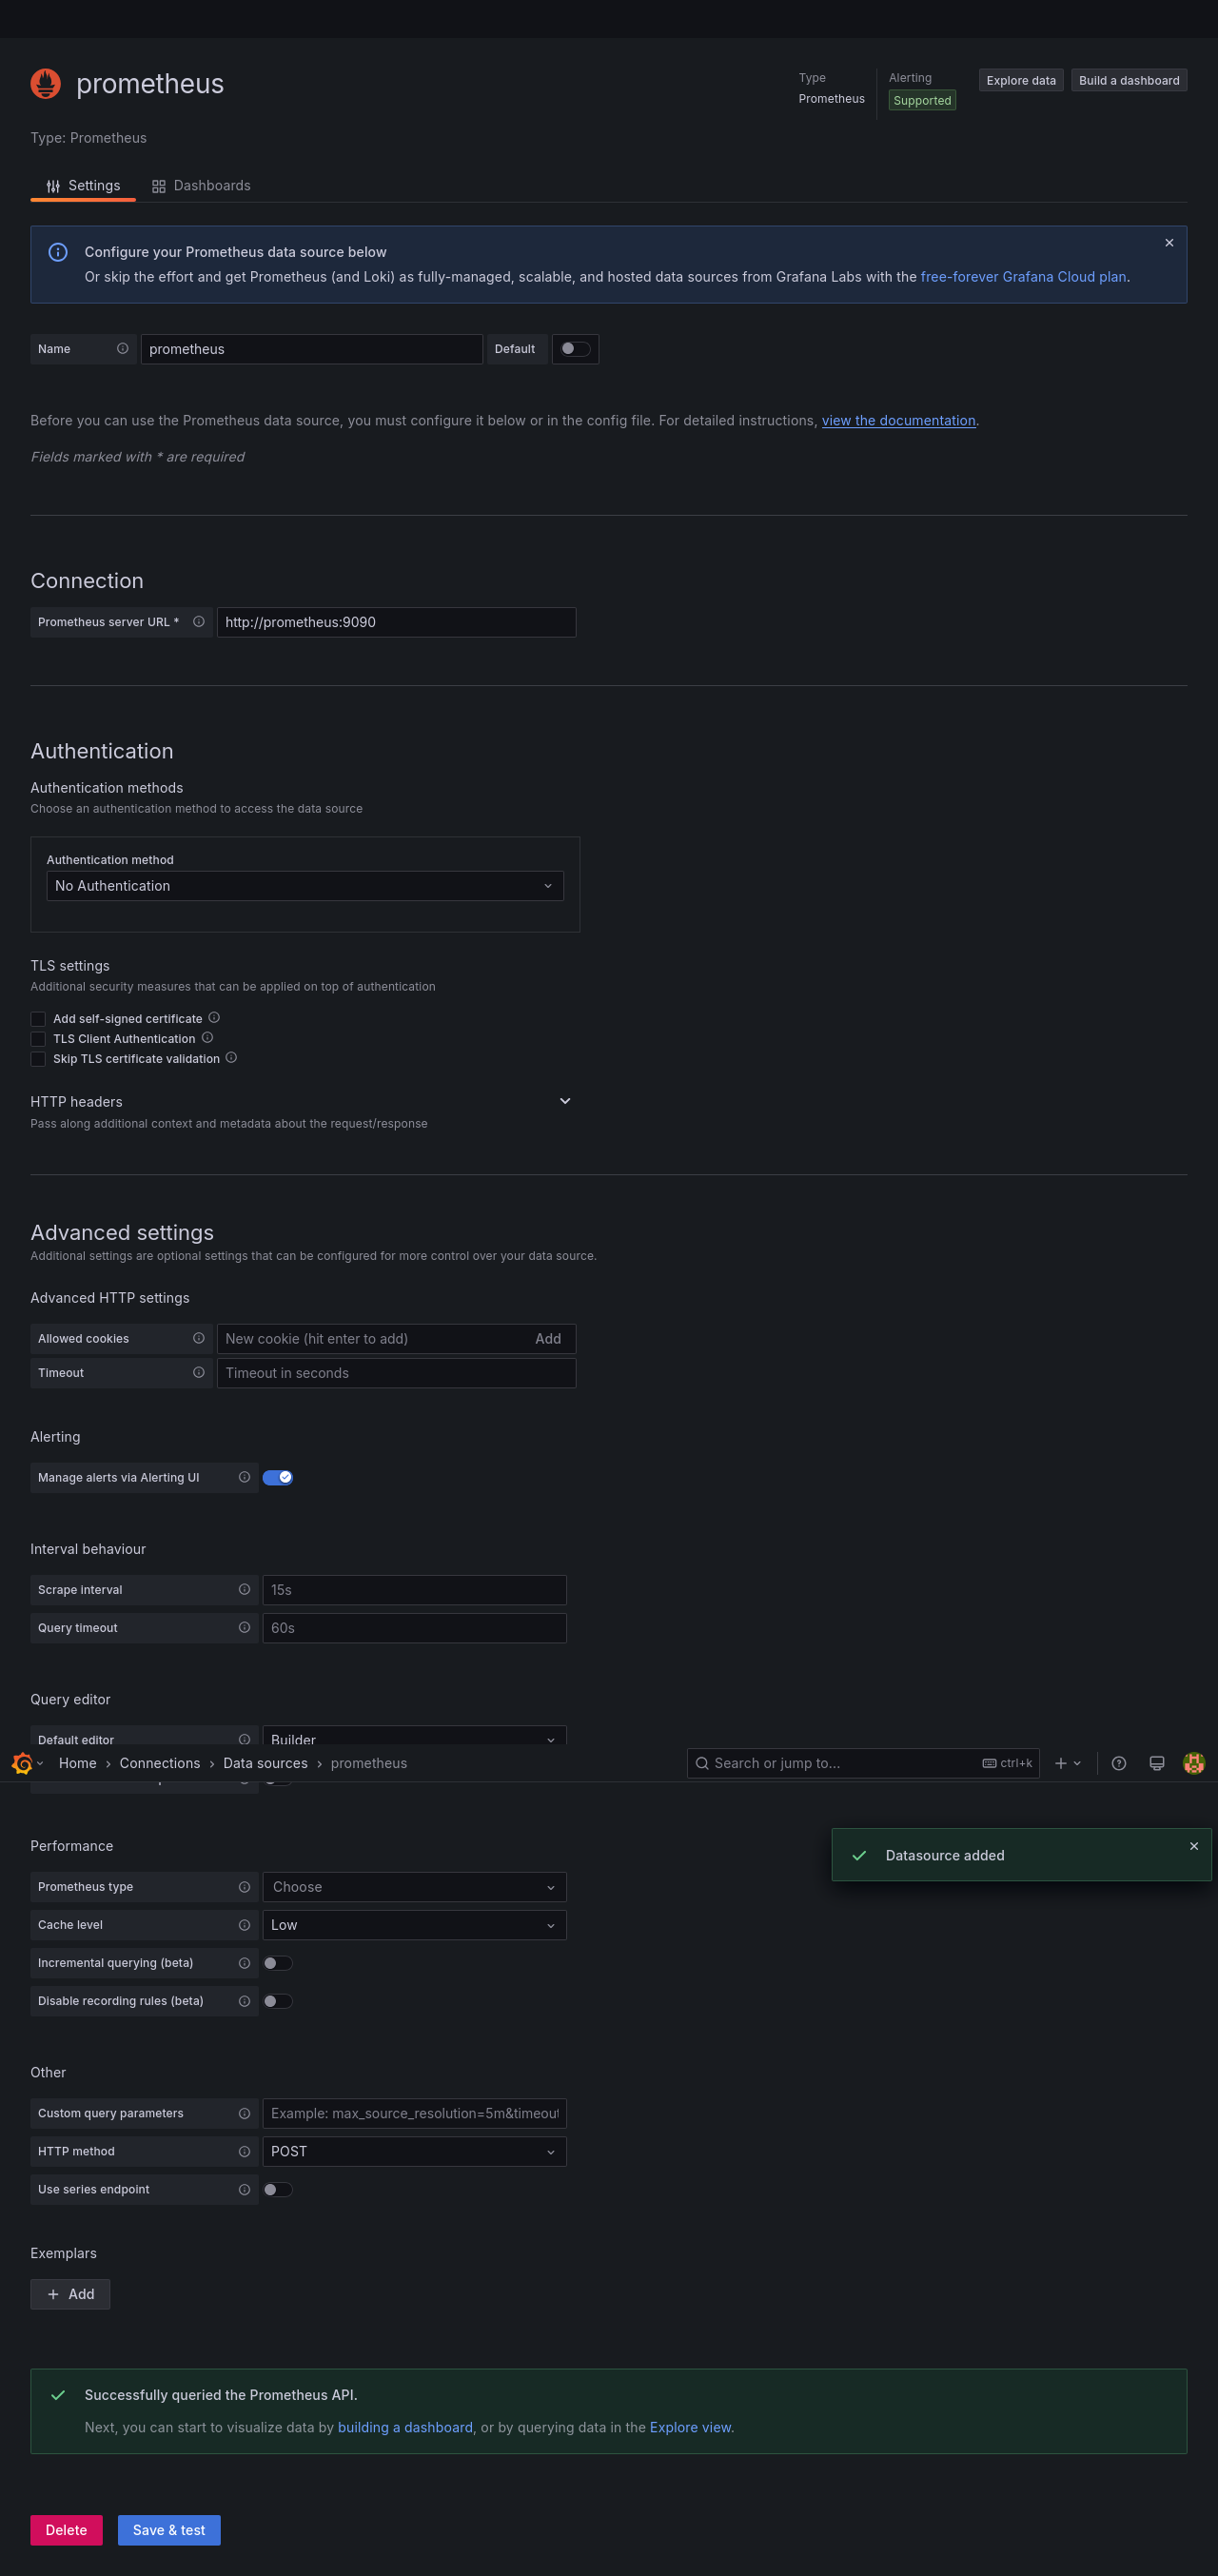 prometheus
Type
Prometheus
Alerting
Supported
Explore data
Build a dashboard
Type: Prometheus
Settings
Dashboards
Configure your Prometheus data source below
Or skip the effort and get Prometheus (and Loki) as fully-managed, scalable, and hosted data sources from Grafana Labs with the free-forever Grafana Cloud plan.
Name
prometheus
Default
Before you can use the Prometheus data source, you must configure it below or in the config file. For detailed instructions, view the documentation.
Fields marked with * are required
Connection
Prometheus server URL *
http://prometheus:9090
Authentication
Authentication methods
Choose an authentication method to access the data source
Authentication method
No Authentication
TLS settings
Additional security measures that can be applied on top of authentication
Add self-signed certificate
TLS Client Authentication
Skip TLS certificate validation
HTTP headers
Pass along additional context and metadata about the request/response
Advanced settings
Additional settings are optional settings that can be configured for more control over your data source.
Advanced HTTP settings
Allowed cookies
New cookie (hit enter to add)
Add
Timeout
Timeout in seconds
Alerting
Manage alerts via Alerting UI
Interval behaviour
Scrape interval
15s
Query timeout
60s
Query editor
Default editor
Builder
Home › Connections › Data sources › prometheus
Search or jump to...
ctrl+k
Datasource added
Performance
Prometheus type
Choose
Cache level
Low
Incremental querying (beta)
Disable recording rules (beta)
Other
Custom query parameters
Example: max_source_resolution=5m&timeout
HTTP method
POST
Use series endpoint
Exemplars
Add
Successfully queried the Prometheus API.
Next, you can start to visualize data by building a dashboard, or by querying data in the Explore view.
Delete
Save & test